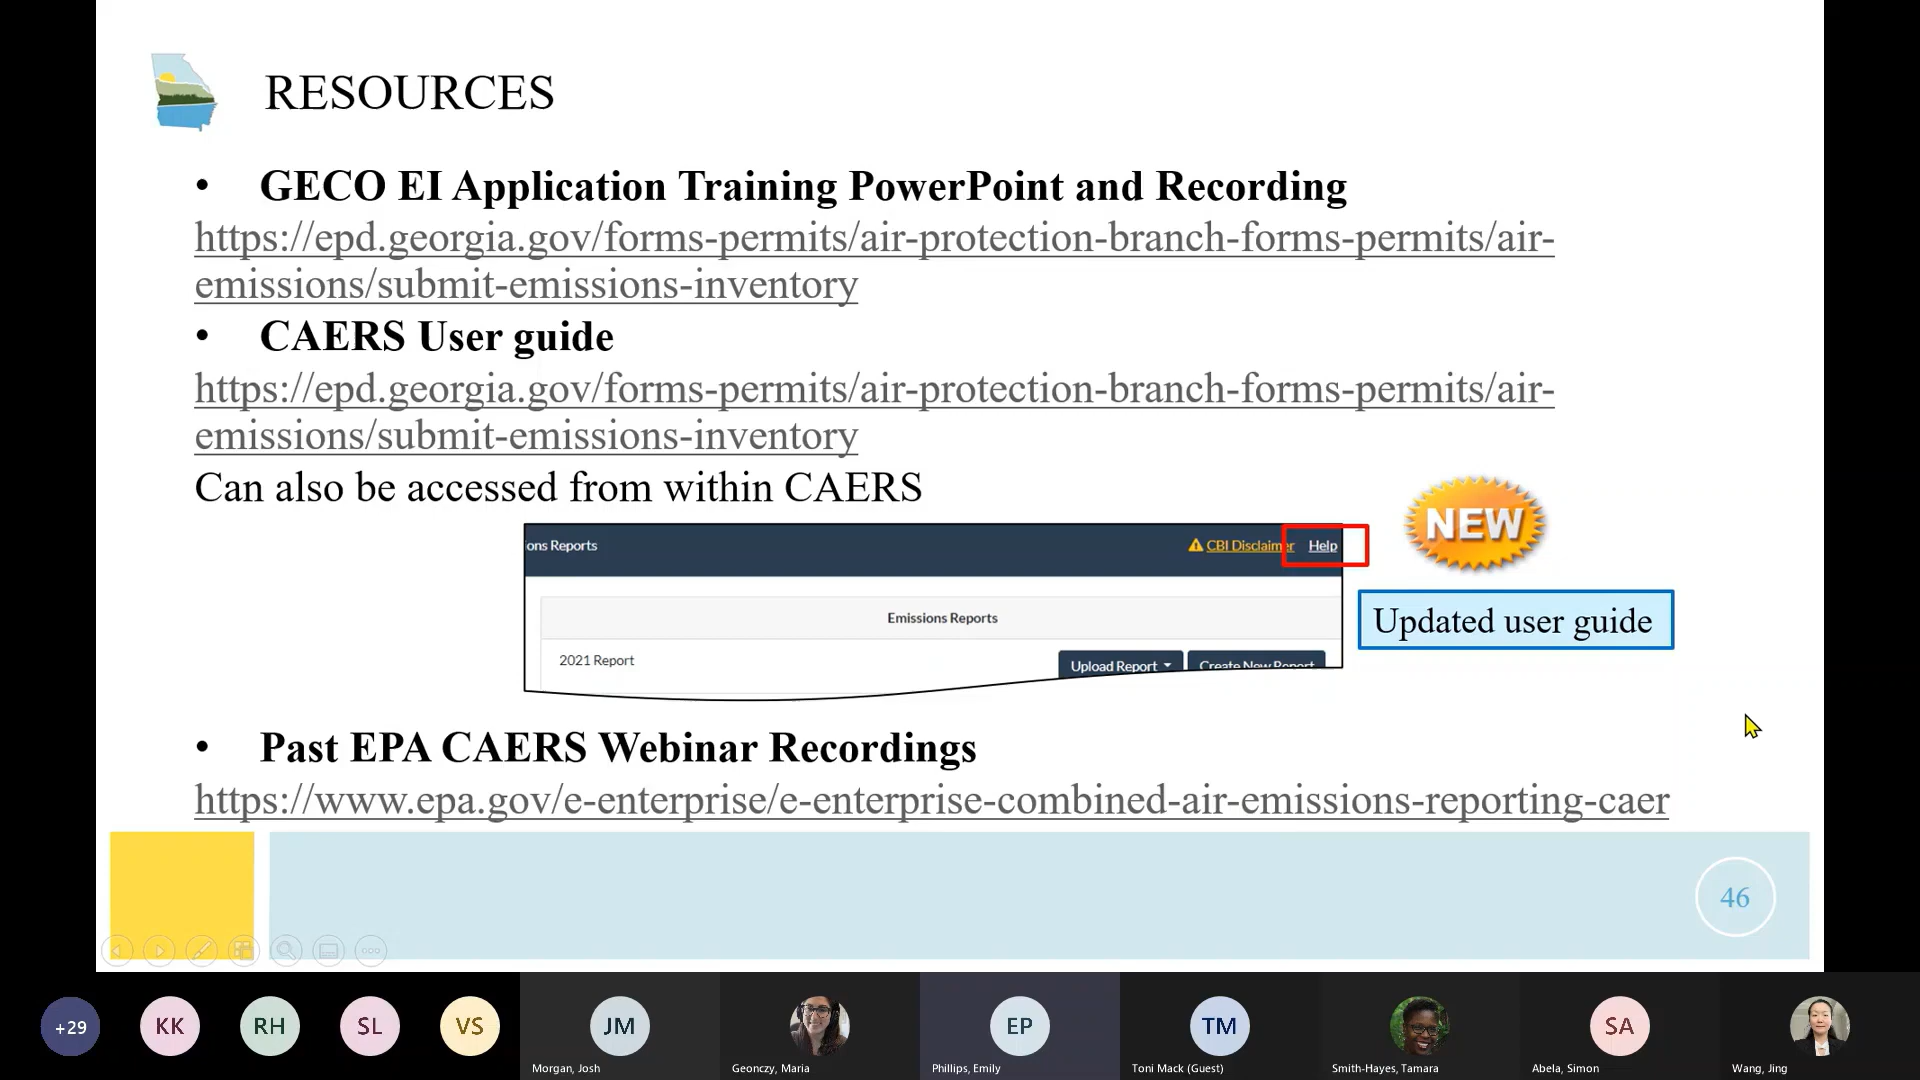 RESOURCES
• GECO EI Application Training PowerPoint and Recording
https://epd.georgia.gov/forms-permits/air-protection-branch-forms-permits/air-
emissions/submit-emissions-inventory
• CAERS User guide
https://epd.georgia.gov/forms-permits/air-protection-branch-forms-permits/air-
emissions/submit-emissions-inventory
Can also be accessed from within CAERS
NEW
ons Reports CBI Disclaimer Help
Emissions Reports
Updated user guide
2021 Report Upload Report Create New Report
• Past EPA CAERS Webinar Recordings
https://www.epa.gov/e-enterprise/e-enterprise-combined-air-emissions-reporting-caer
46
+29 KK RH SL VS JM EP TM SA
Morgan, Josh Geonczy, Maria Phillips, Emily Toni Mack (Guest) Smith-Hayes, Tamara Abela, Simon Wang, Jing